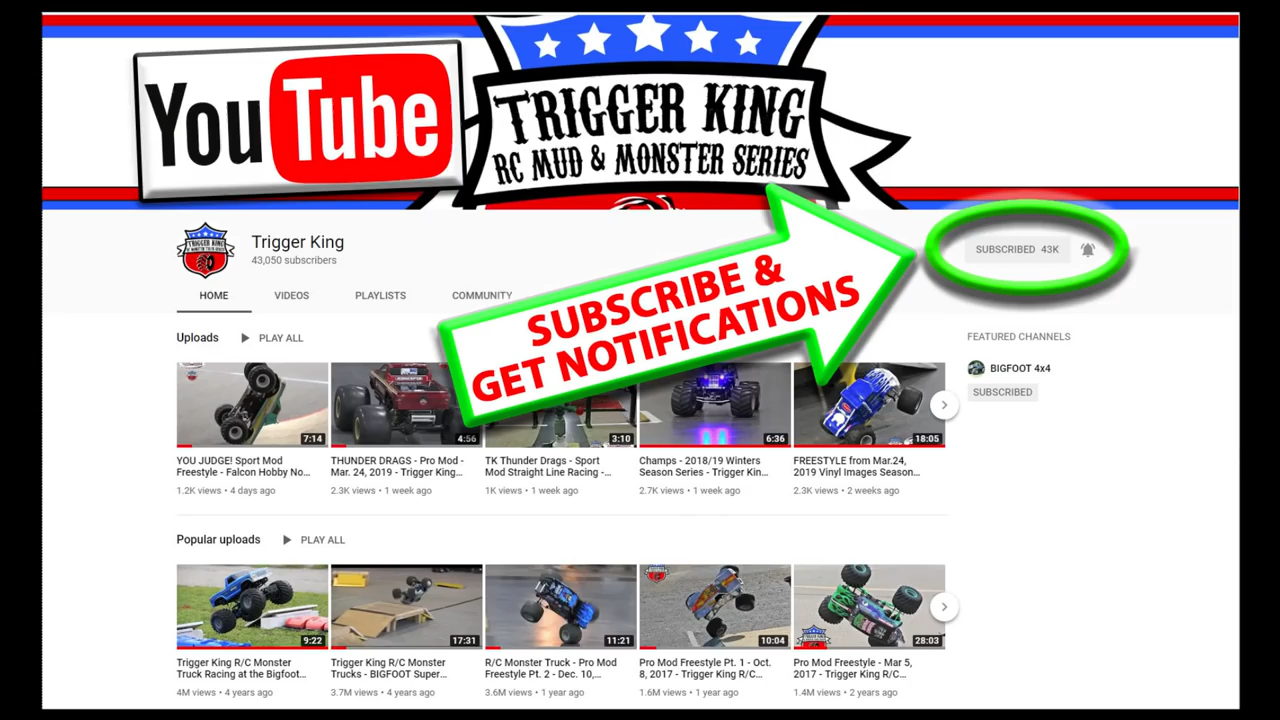 YouTube
TRIGGER KING
RC MUD & MONSTER SERIES
Trigger King
43,050 subscribers
SUBSCRIBED 43K
HOME
VIDEOS
PLAYLISTS
COMMUNITY
SUBSCRIBE &
GET NOTIFICATIONS
FEATURED CHANNELS
BIGFOOT 4x4
SUBSCRIBED
Uploads
PLAY ALL
7:14
4:56
3:10
6:36
18:05
YOU JUDGE! Sport Mod
Freestyle - Falcon Hobby No...
1.2K views • 4 days ago
THUNDER DRAGS - Pro Mod -
Mar. 24, 2019 - Trigger King...
2.3K views • 1 week ago
TK Thunder Drags - Sport
Mod Straight Line Racing -...
1K views • 1 week ago
Champs - 2018/19 Winters
Season Series - Trigger Kin...
2.7K views • 1 week ago
FREESTYLE from Mar.24,
2019 Vinyl Images Season...
2.3K views • 2 weeks ago
Popular uploads
PLAY ALL
9:22
17:31
11:21
10:04
28:03
Trigger King R/C Monster
Truck Racing at the Bigfoot...
4M views • 4 years ago
Trigger King R/C Monster
Trucks - BIGFOOT Super...
3.7M views • 4 years ago
R/C Monster Truck - Pro Mod
Freestyle Pt. 2 - Dec. 10,...
3.6M views • 1 year ago
Pro Mod Freestyle Pt. 1 - Oct.
8, 2017 - Trigger King R/C...
1.6M views • 1 year ago
Pro Mod Freestyle - Mar 5,
2017 - Trigger King R/C...
1.4M views • 2 years ago